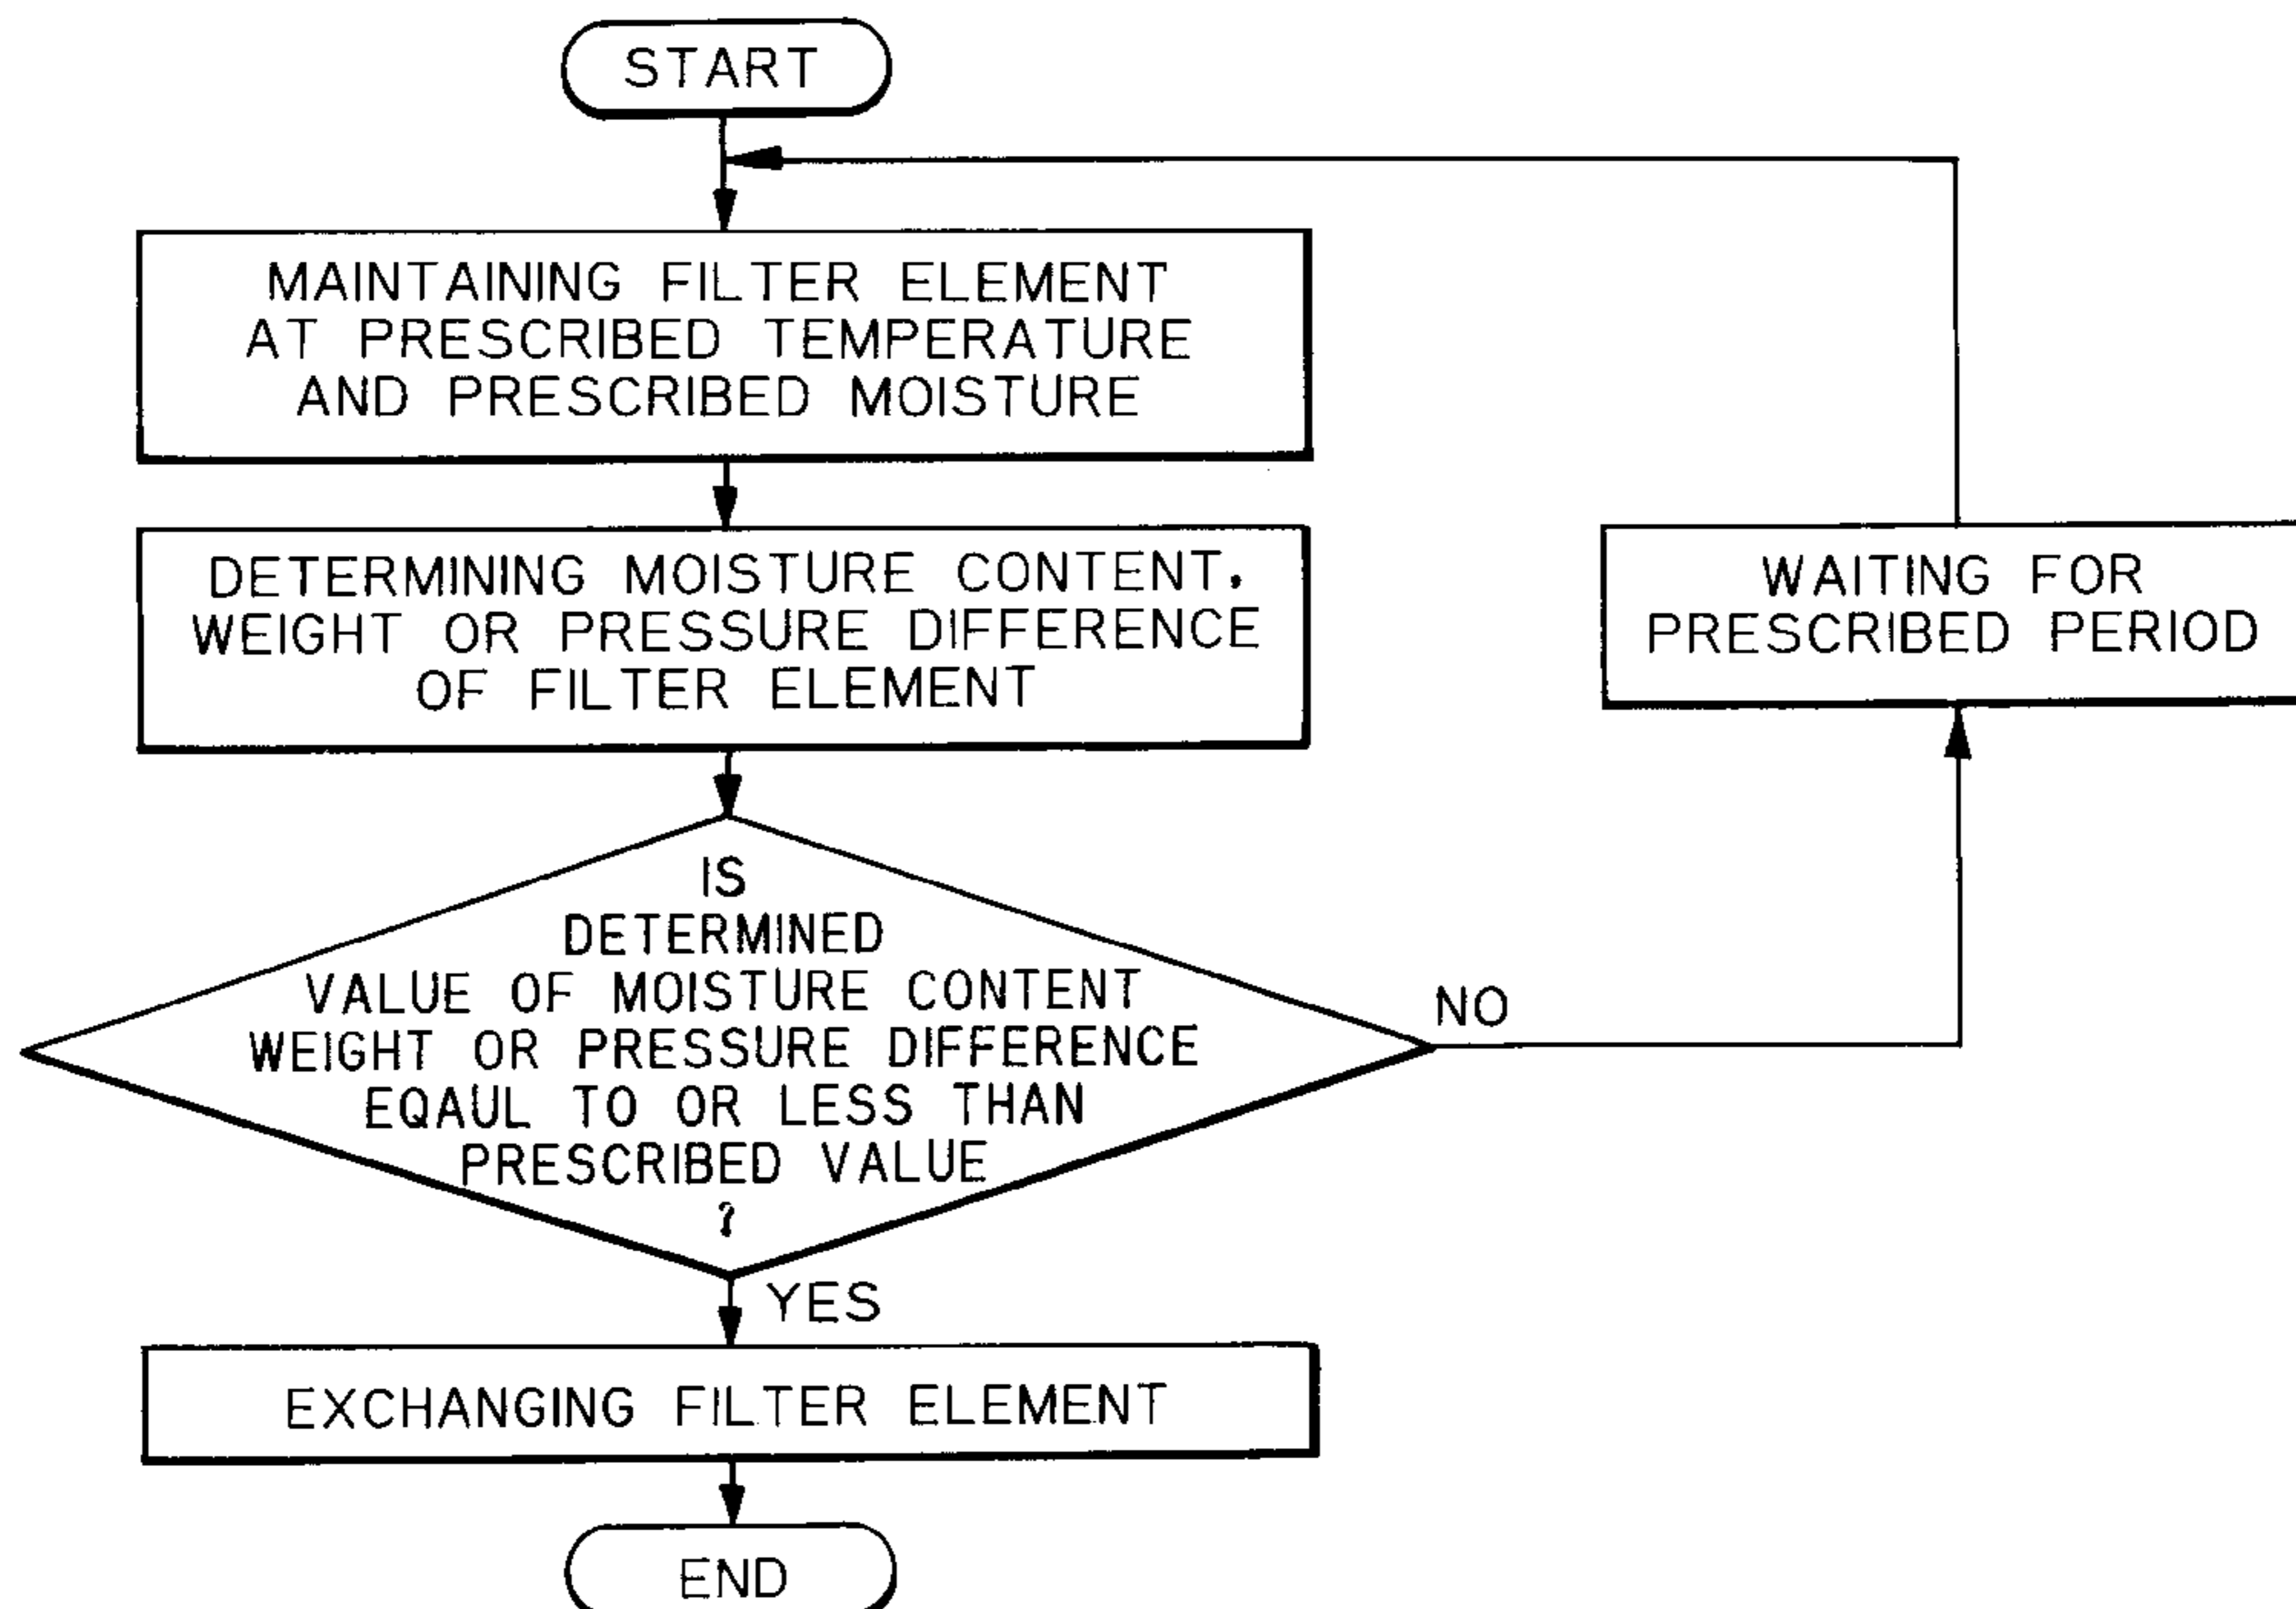 START
MAINTAINING FILTER ELEMENT
AT PRESCRIBED TEMPERATURE
AND PRESCRIBED MOISTURE
DETERMINING MOISTURE CONTENT,
WEIGHT OR PRESSURE DIFFERENCE
OF FILTER ELEMENT
WAITING FOR
PRESCRIBED PERIOD
IS
DETERMINED
VALUE OF MOISTURE CONTENT
WEIGHT OR PRESSURE DIFFERENCE
EQAUL TO OR LESS THAN
PRESCRIBED VALUE
?
NO
YES
EXCHANGING FILTER ELEMENT
END